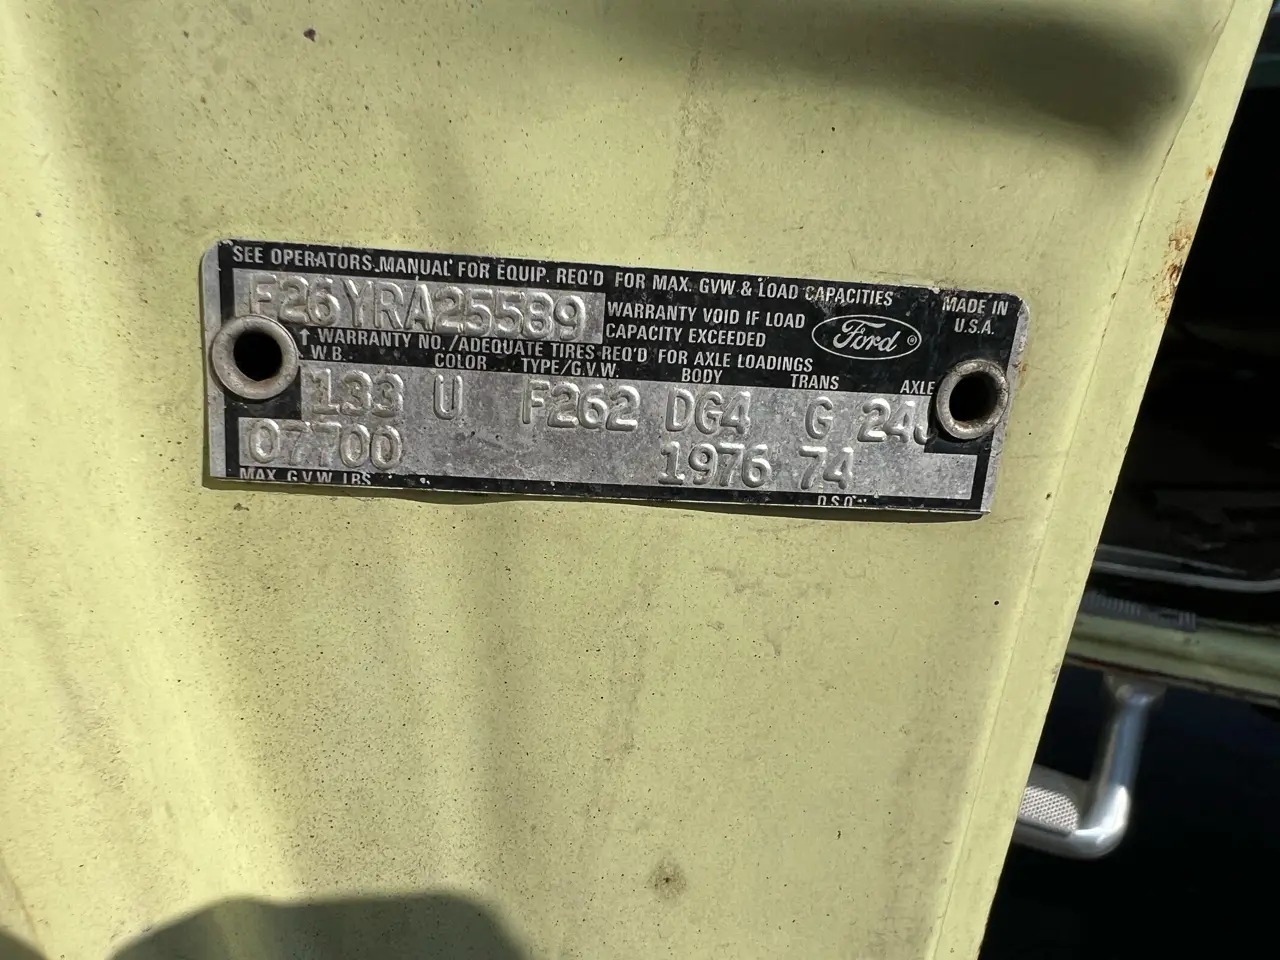 SEE OPERATORS MANUAL FOR EQUIP. REQ'D FOR MAX. GVW & LOAD CAPACITIES
F26YRA25589
WARRANTY VOID IF LOAD
CAPACITY EXCEEDED
Ford ®
MADE IN
U.S.A.
↑ WARRANTY NO./ADEQUATE TIRES REQ'D FOR AXLE LOADINGS
W.B. COLOR TYPE/G.V.W. BODY TRANS AXLE
133 U F262 DG4 G 24J
07700 1976 74
MAX. G.V.W. LBS. D.S.O.